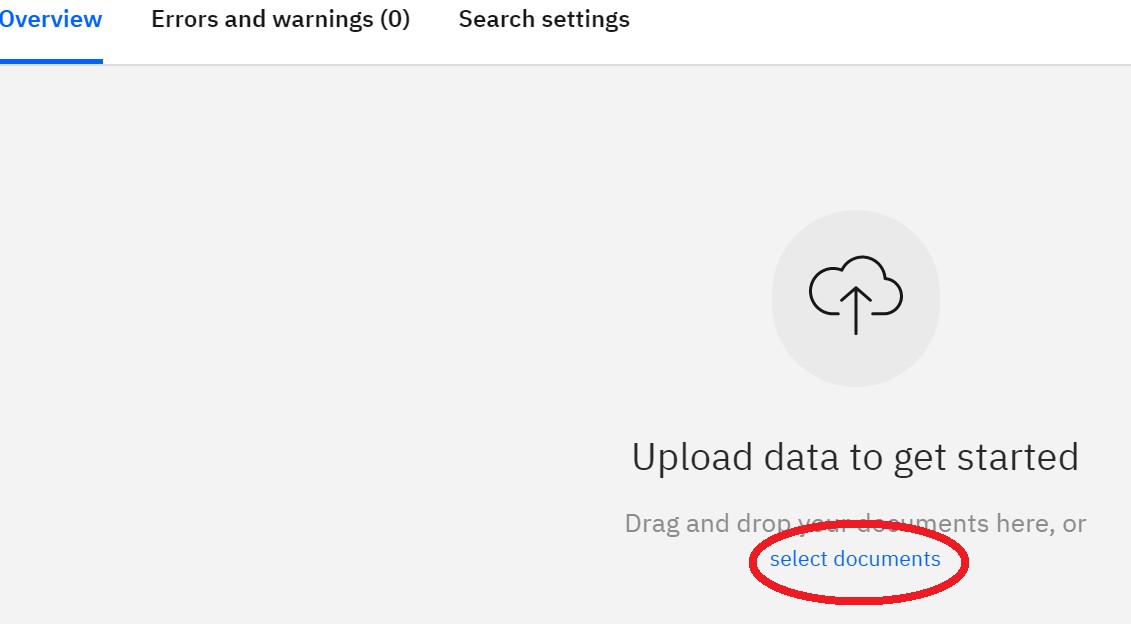 Overview Errors and warnings (0) Search settings
Upload data to get started
Drag and drop your documents here, or
select documents